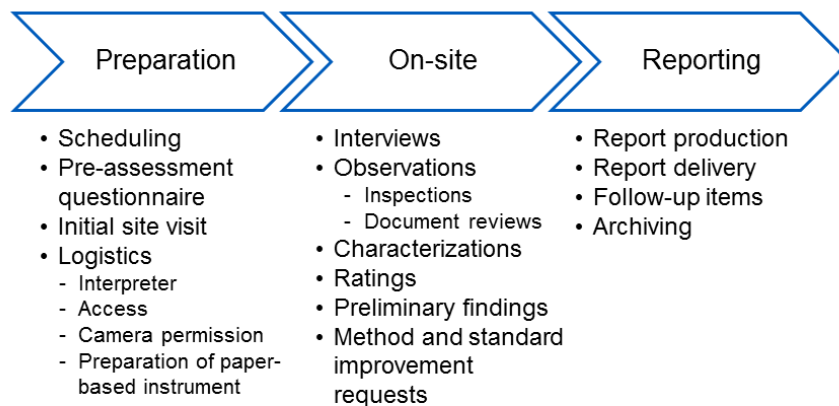 Preparation
• Scheduling
• Pre-assessment
questionnaire
• Initial site visit
• Logistics
- Interpreter
- Access
- Camera permission
- Preparation of paper-
based instrument
On-site
• Interviews
• Observations
- Inspections
- Document reviews
• Characterizations
• Ratings
• Preliminary findings
• Method and standard
improvement
requests
Reporting
• Report production
• Report delivery
• Follow-up items
• Archiving